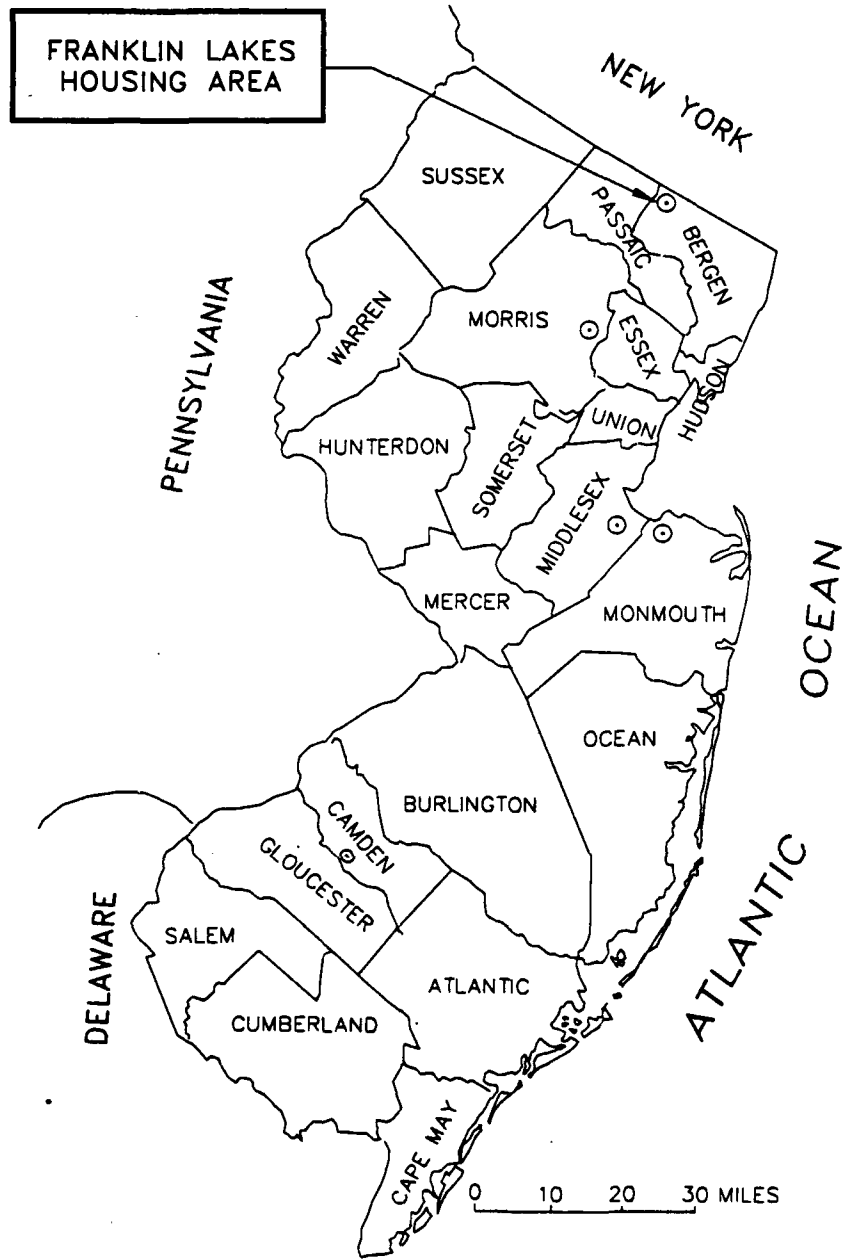 FRANKLIN LAKES
HOUSING AREA
NEW YORK
SUSSEX
PASSAIC
BERGEN
WARREN
MORRIS
ESSEX
HUDSON
PENNSYLVANIA
UNION
HUNTERDON
SOMERSET
MIDDLESEX
MERCER
MONMOUTH
OCEAN
OCEAN
BURLINGTON
CAMDEN
GLOUCESTER
ATLANTIC
DELAWARE
SALEM
ATLANTIC
CUMBERLAND
CAPE MAY
0 10 20 30 MILES